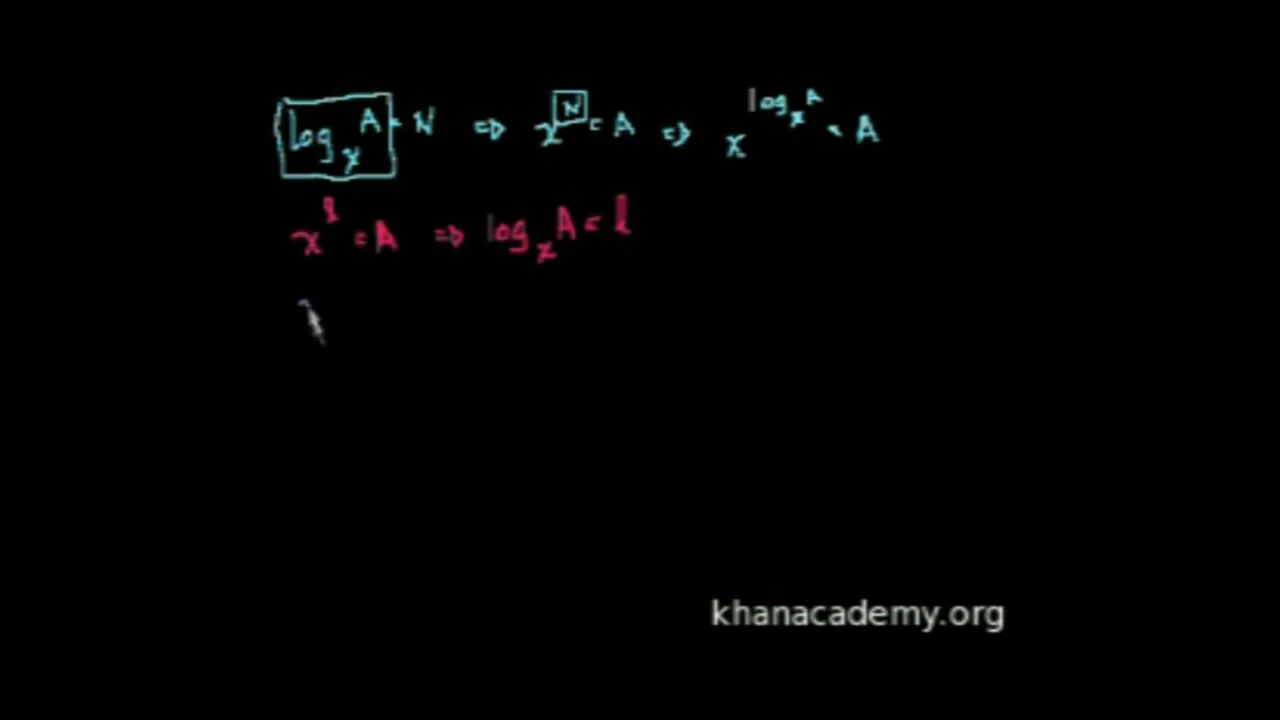 log_x A = N ⇒ x^N = A ⇒ x^(log_x A) = A
x^l = A ⇒ log_x A = l
khanacademy.org